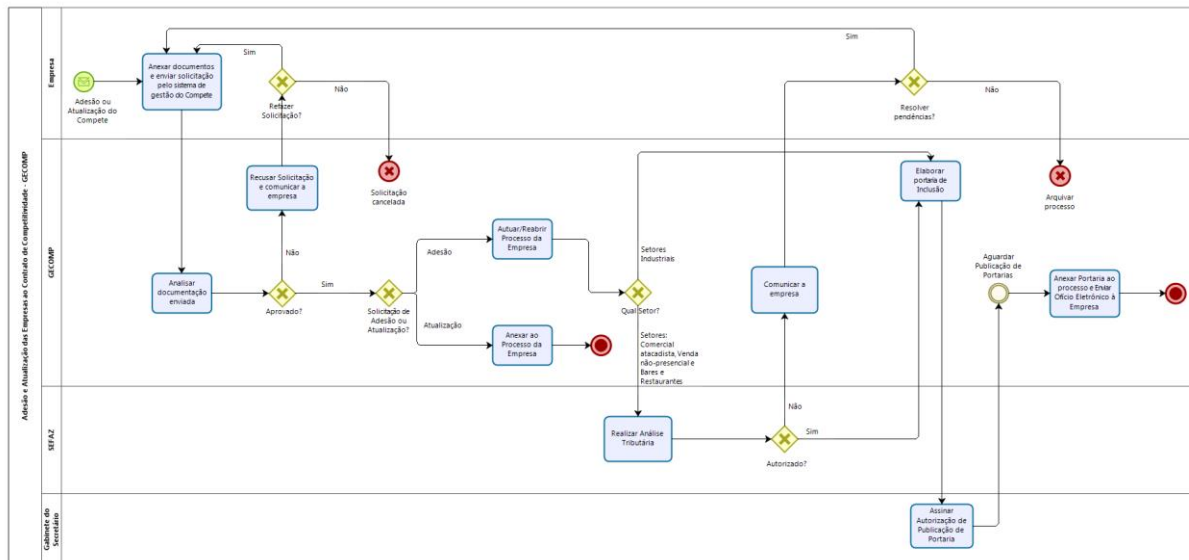 Adesão e Atualização das Empresas ao Contrato de Competitividade - GECOMP
Empresa
Adesão ou
Atualização do
Compete
Anexar documentos
e enviar solicitação
pelo sistema de
gestão do Compete
Sim
Refazer
Solicitação?
Não
Sim
Resolver
pendências?
Não
GECOMP
Recusar Solicitação
e comunicar a
empresa
Solicitação
cancelada
Elaborar
portaria de
Inclusão
Arquivar
processo
Não
Analisar
documentação
enviada
Aprovado?
Sim
Solicitação de
Adesão ou
Atualização?
Adesão
Autuar/Reabrir
Processo da
Empresa
Atualização
Anexar ao
Processo da
Empresa
Setores
Industriais
Qual Setor?
Setores:
Comercial
atacadista, Venda
não-presencial e
Bares e
Restaurantes
Comunicar a
empresa
Aguardar
Publicação de
Portarias
Anexar Portaria ao
processo e Enviar
Ofício Eletrônico à
Empresa
SEFAZ
Realizar Análise
Tributária
Não
Sim
Autorizado?
Gabinete do
Secretário
Assinar
Autorização de
Publicação de
Portaria